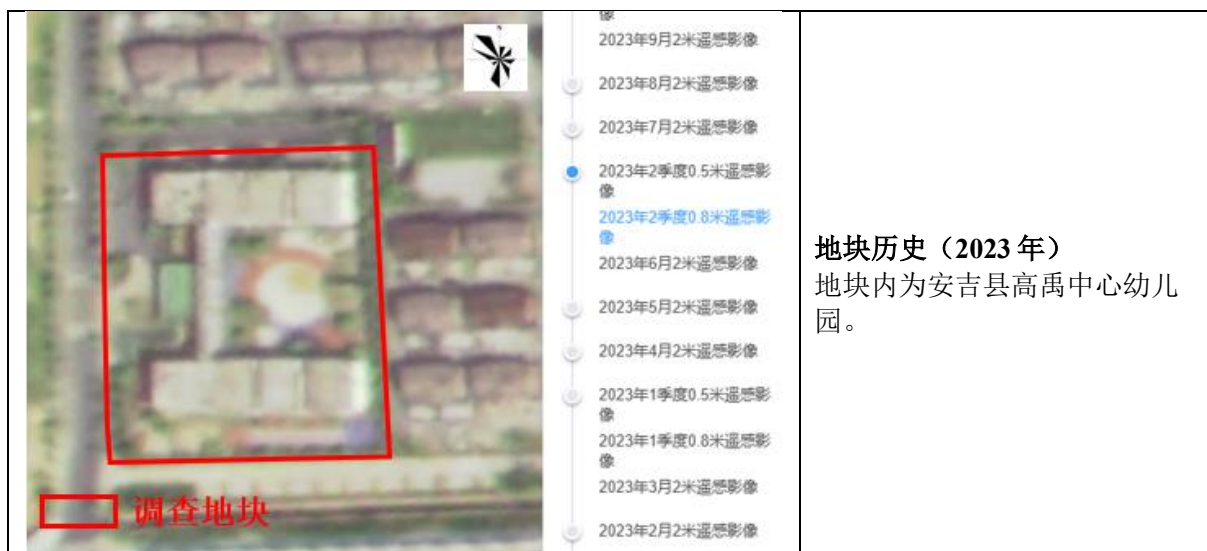 像
2023年9月2米遥感影像
2023年8月2米遥感影像
2023年7月2米遥感影像
2023年2季度0.5米遥感影
像
2023年2季度0.8米遥感影
像
2023年6月2米遥感影像
2023年5月2米遥感影像
2023年4月2米遥感影像
2023年1季度0.5米遥感影
像
2023年1季度0.8米遥感影
像
2023年3月2米遥感影像
2023年2月2米遥感影像
调查地块
地块历史（2023 年）
地块内为安吉县高禹中心幼儿
园。